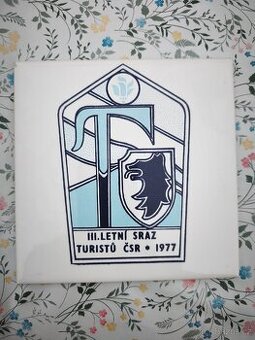 T
III. LETNÍ SRAZ
TURISTŮ ČSR • 1977